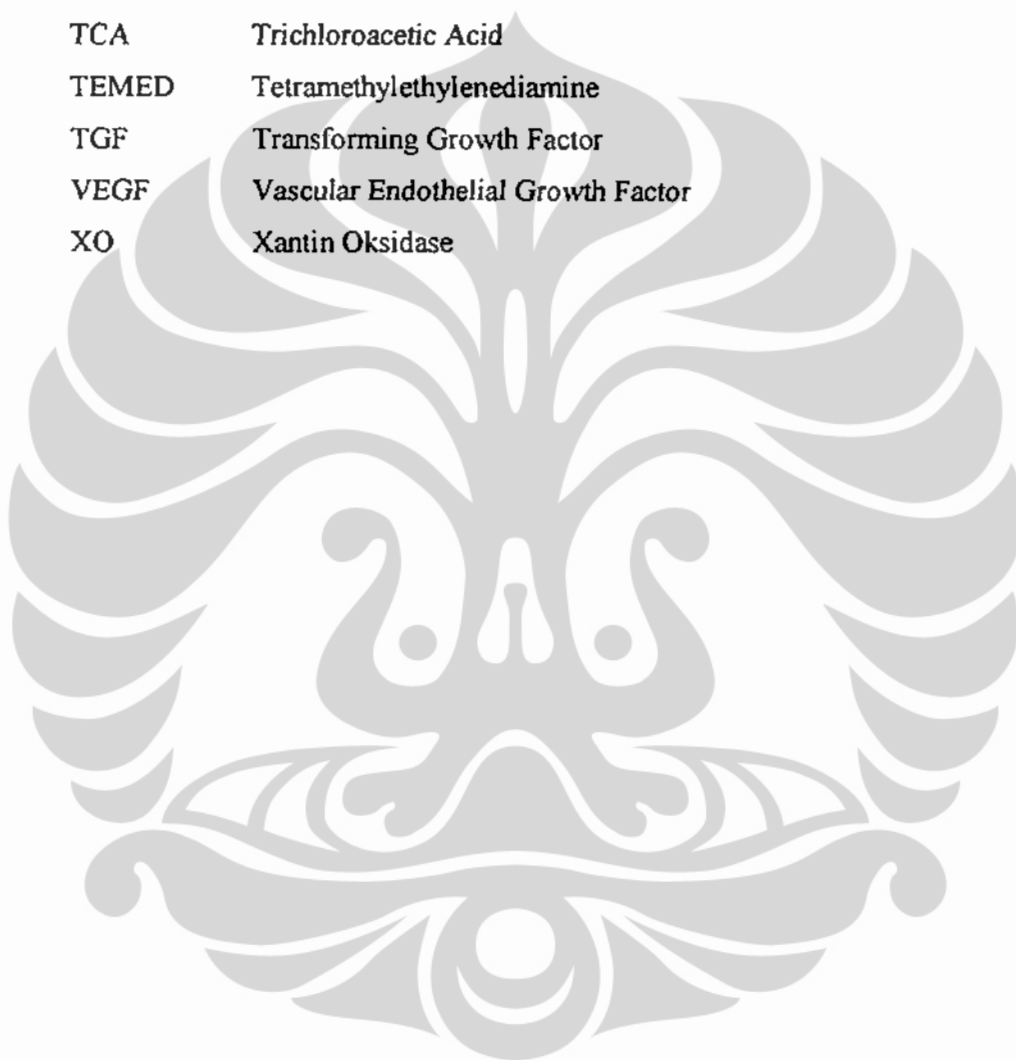 TCA Trichloroacetic Acid
TEMED Tetramethylethylenediamine
TGF Transforming Growth Factor
VEGF Vascular Endothelial Growth Factor
XO Xantin Oksidase